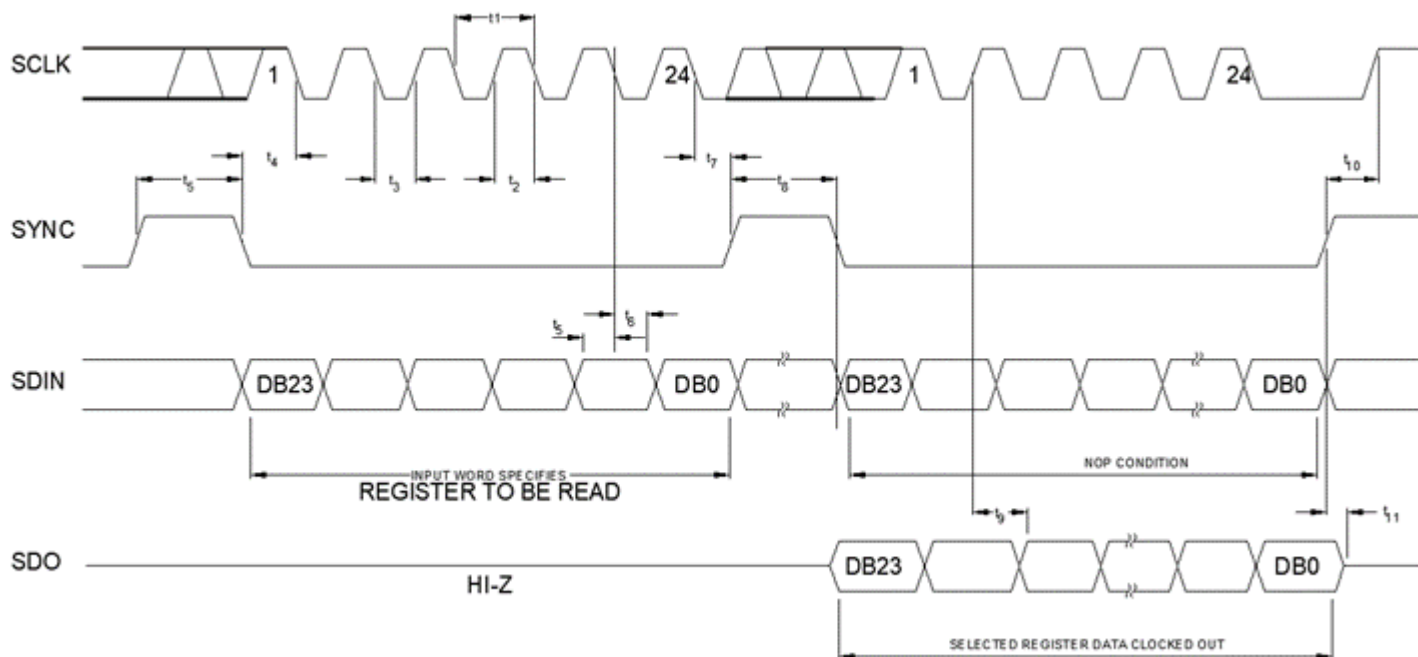 t1
SCLK
1
24
1
24
t4
t7
t10
t5
t3
t2
t8
SYNC
t5
t6
SDIN
DB23
DB0
DB23
DB0
INPUT WORD SPECIFIES
REGISTER TO BE READ
NOP CONDITION
t9
t11
SDO
DB23
DB0
HI-Z
SELECTED REGISTER DATA CLOCKED OUT